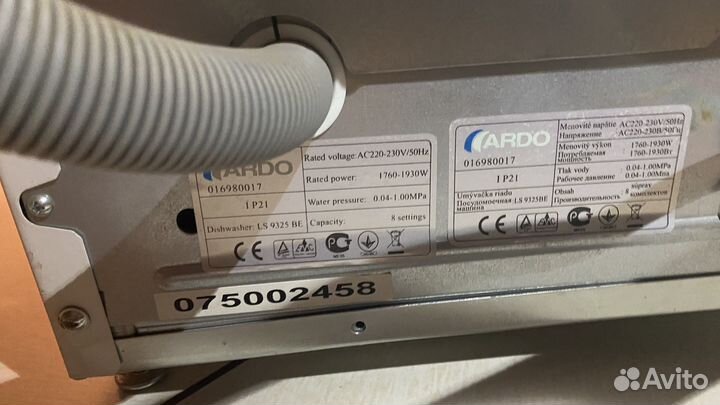 ARDO
016980017
IP21
Rated voltage: AC220-230V/50Hz
Rated power: 1760-1930W
Water pressure: 0.04-1.00MPa
Dishwasher: LS 9325 BE
Capacity: 8 settings
CE
ARDO
016980017
IP21
Menovité napätie AC220-230V/50Hz
Напряжение AC220-230В/50Гц
Menovitý výkon : 1760-1930W
Потребляемая мощность : 1760-1930Вт
Tlak vody : 0.04-1.00MPa
Рабочее давление : 0.04-1.00Мпа
Umývačka riadu
Посудомоечная машина LS 9325BE
Obsah 8 súprav
Производительность: 8 комплектов
CE
075002458
Avito